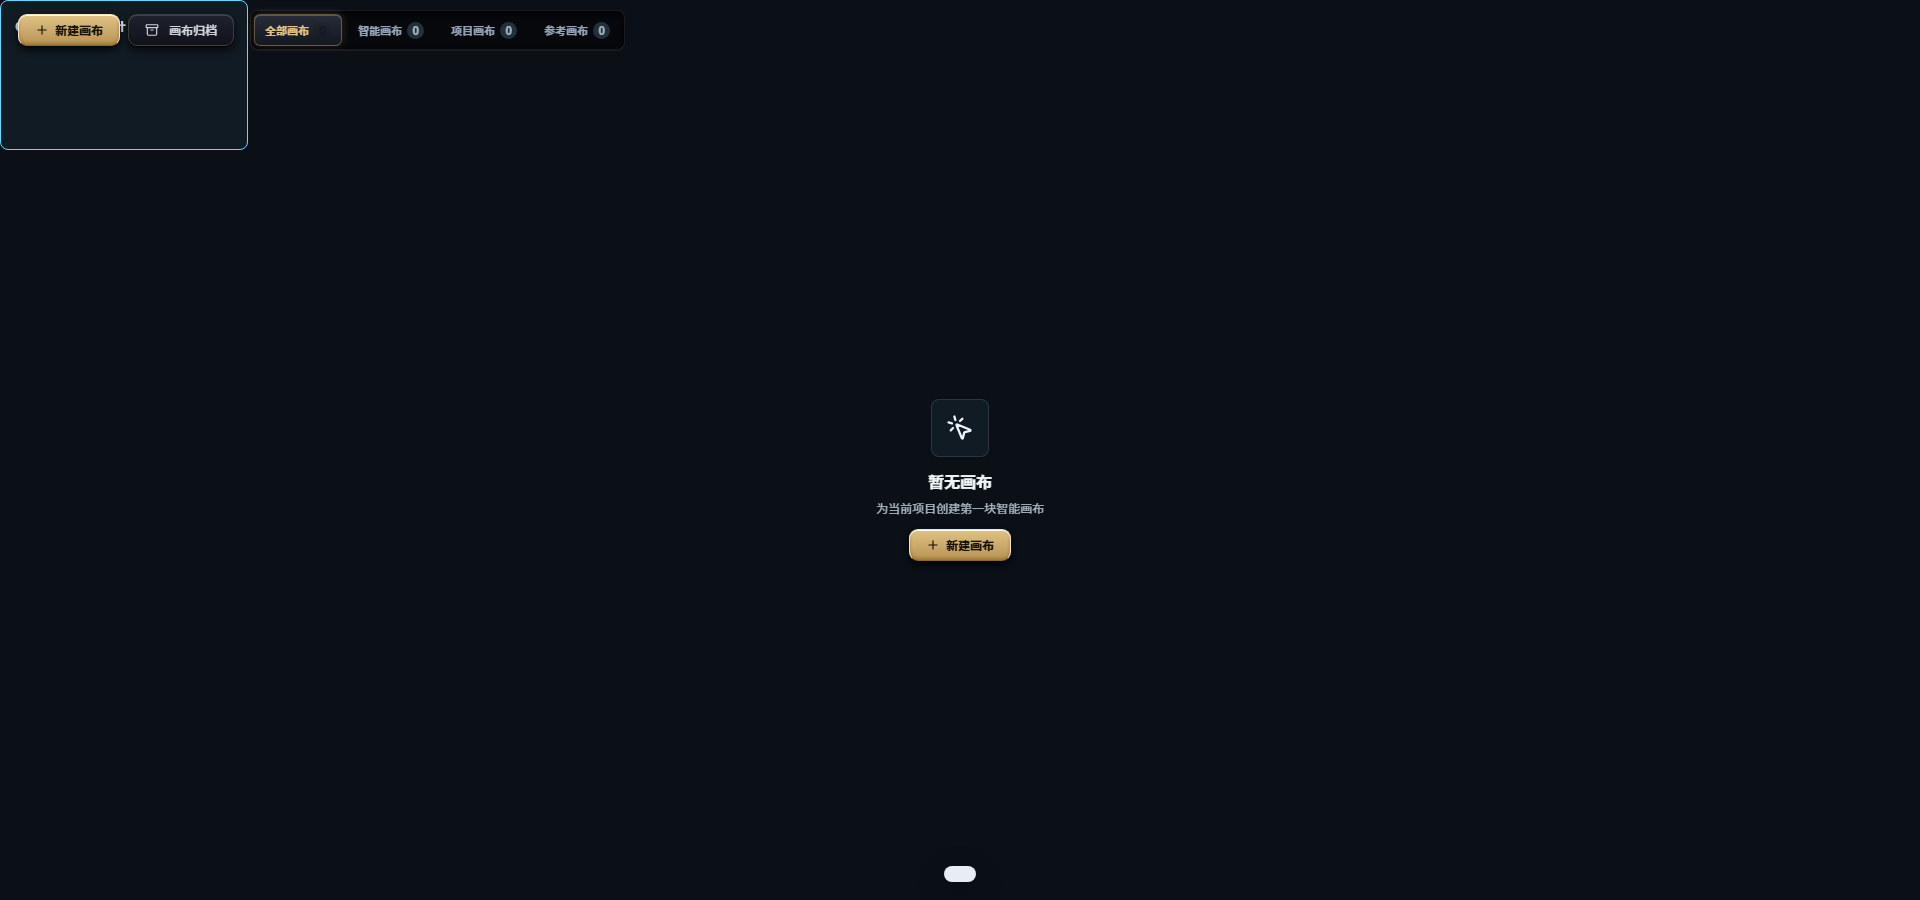 新建画布
画布归档
全部画布
智能画布 0
项目画布 0
参考画布 0
暂无画布
为当前项目创建第一块智能画布
新建画布